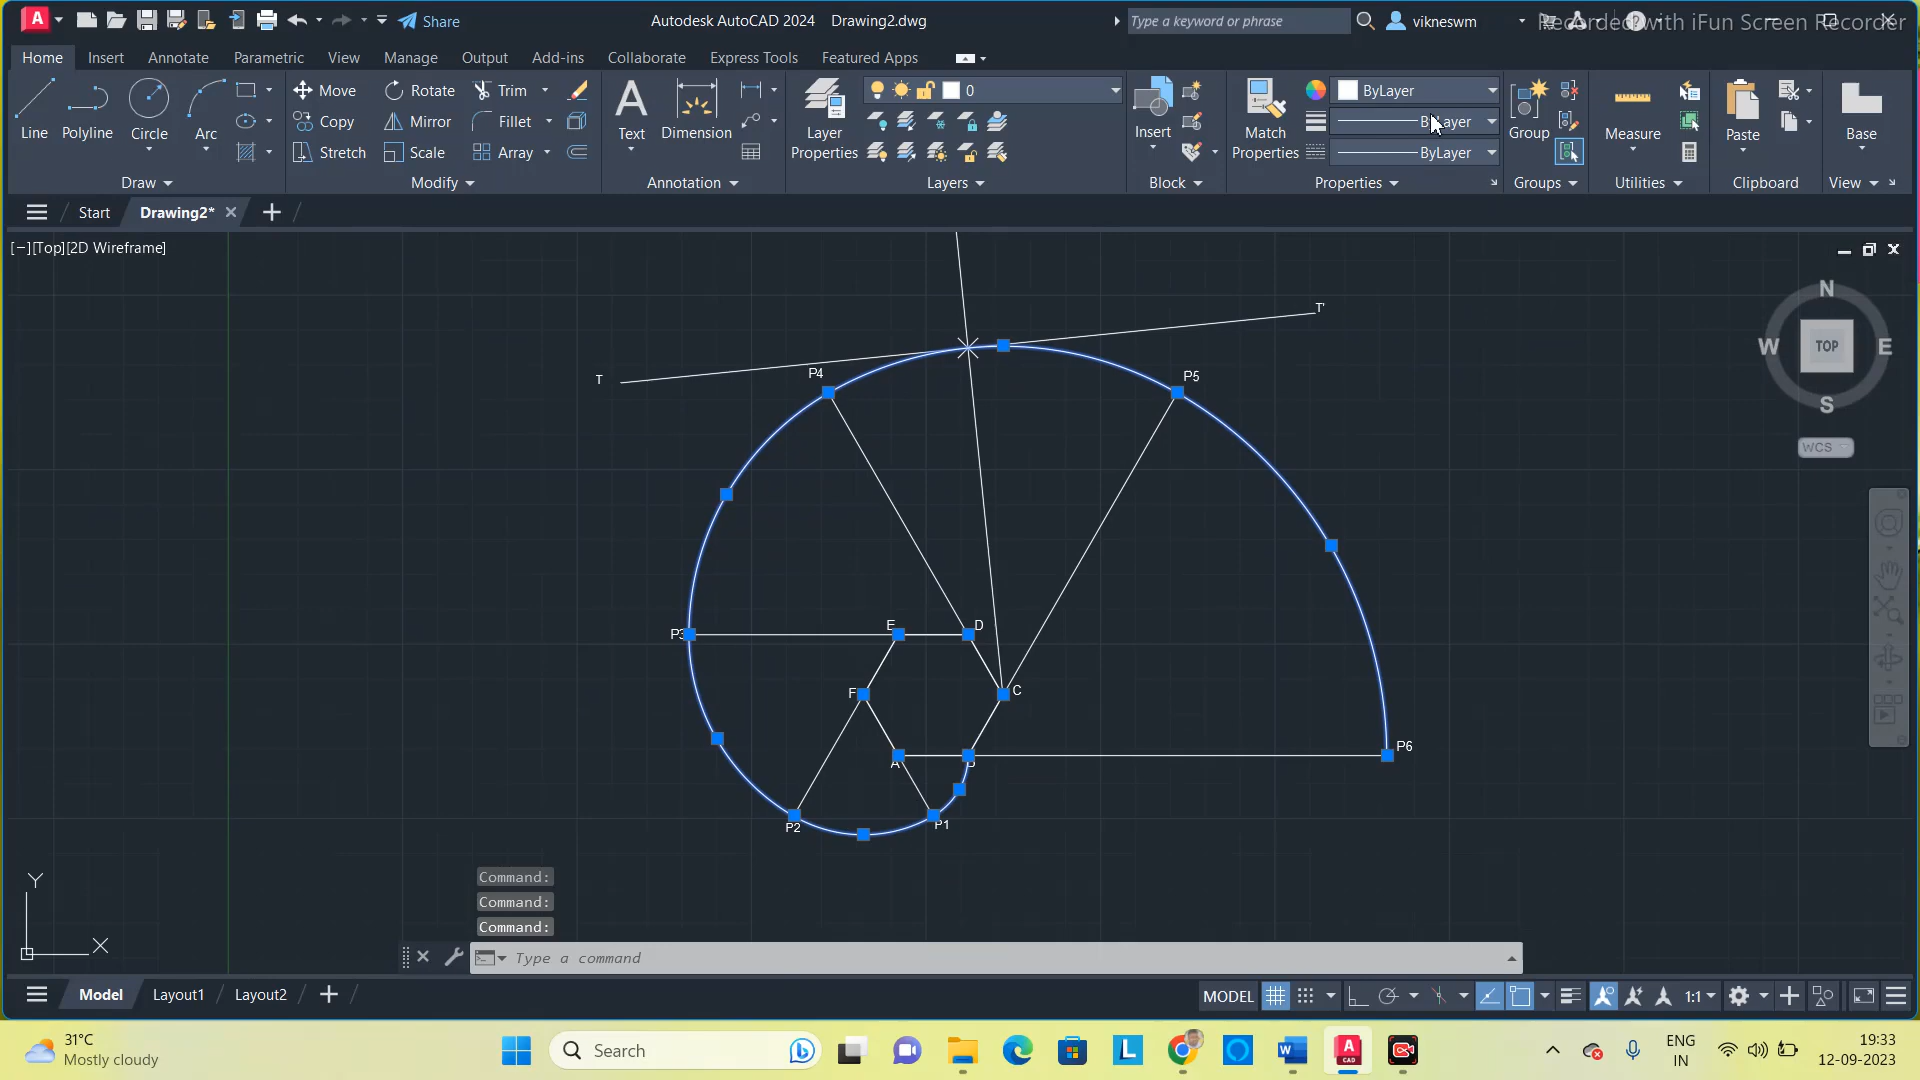 Autodesk AutoCAD 2024 Drawing2.dwg
Share
Type a keyword or phrase
vikneswm
Recorded with iFun Screen Recorder
Home Insert Annotate Parametric View Manage Output Add-ins Collaborate Express Tools Featured Apps
Line Polyline Circle Arc
Move Rotate Trim
Copy Mirror Fillet
Stretch Scale Array
Text Dimension
Layer Properties
0
Insert
Match Properties
ByLayer
ByLayer
ByLayer
Group
Measure
Paste
Base
Draw Modify Annotation Layers Block Properties Groups Utilities Clipboard View
Start Drawing2* 
[−][Top][2D Wireframe]
N
W TOP E
S
WCS
T'
T
P4
P5
E D
P3
F C
P6
A
P2 P1
Y
X
Command:
Command:
Command:
Type a command
Model Layout1 Layout2
MODEL 1:1
31°C
Mostly cloudy
Search
ENG
IN
19:33
12-09-2023